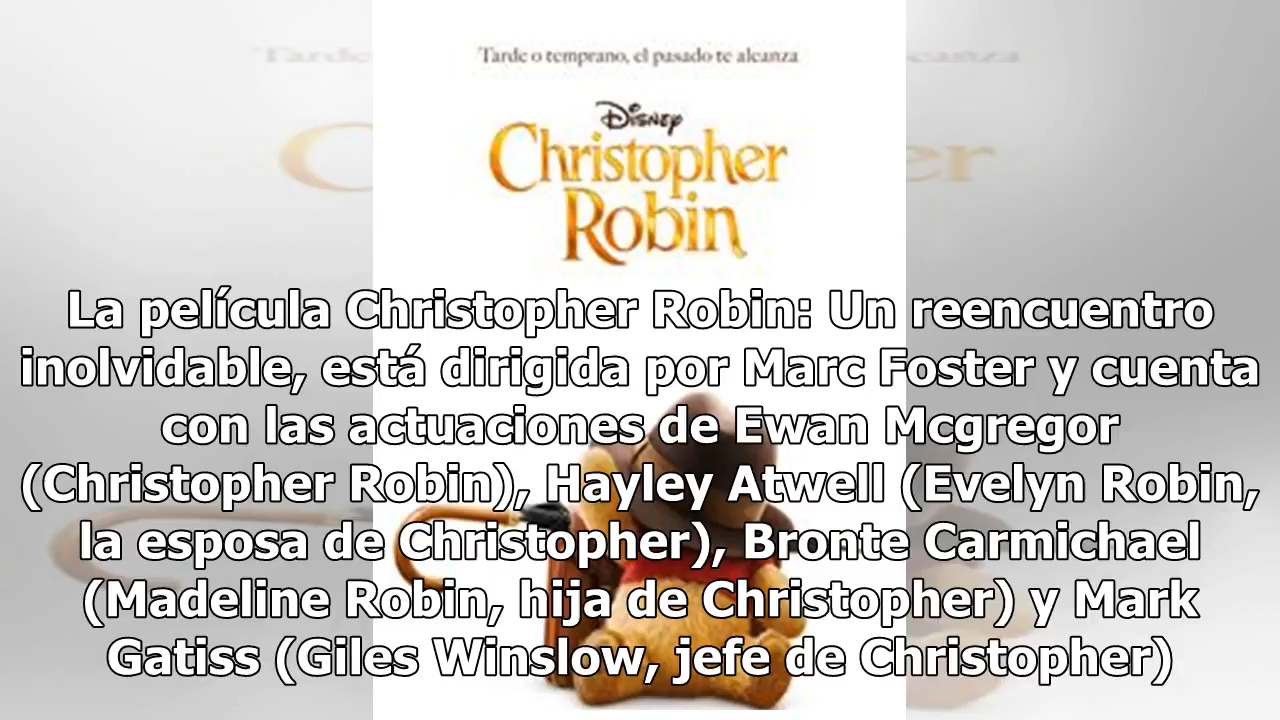 Tarde o temprano, el pasado te alcanza
DISNEY
Christopher
Robin
La película Christopher Robin: Un reencuentro
inolvidable, está dirigida por Marc Foster y cuenta
con las actuaciones de Ewan Mcgregor
(Christopher Robin), Hayley Atwell (Evelyn Robin,
la esposa de Christopher), Bronte Carmichael
(Madeline Robin, hija de Christopher) y Mark
Gatiss (Giles Winslow, jefe de Christopher)